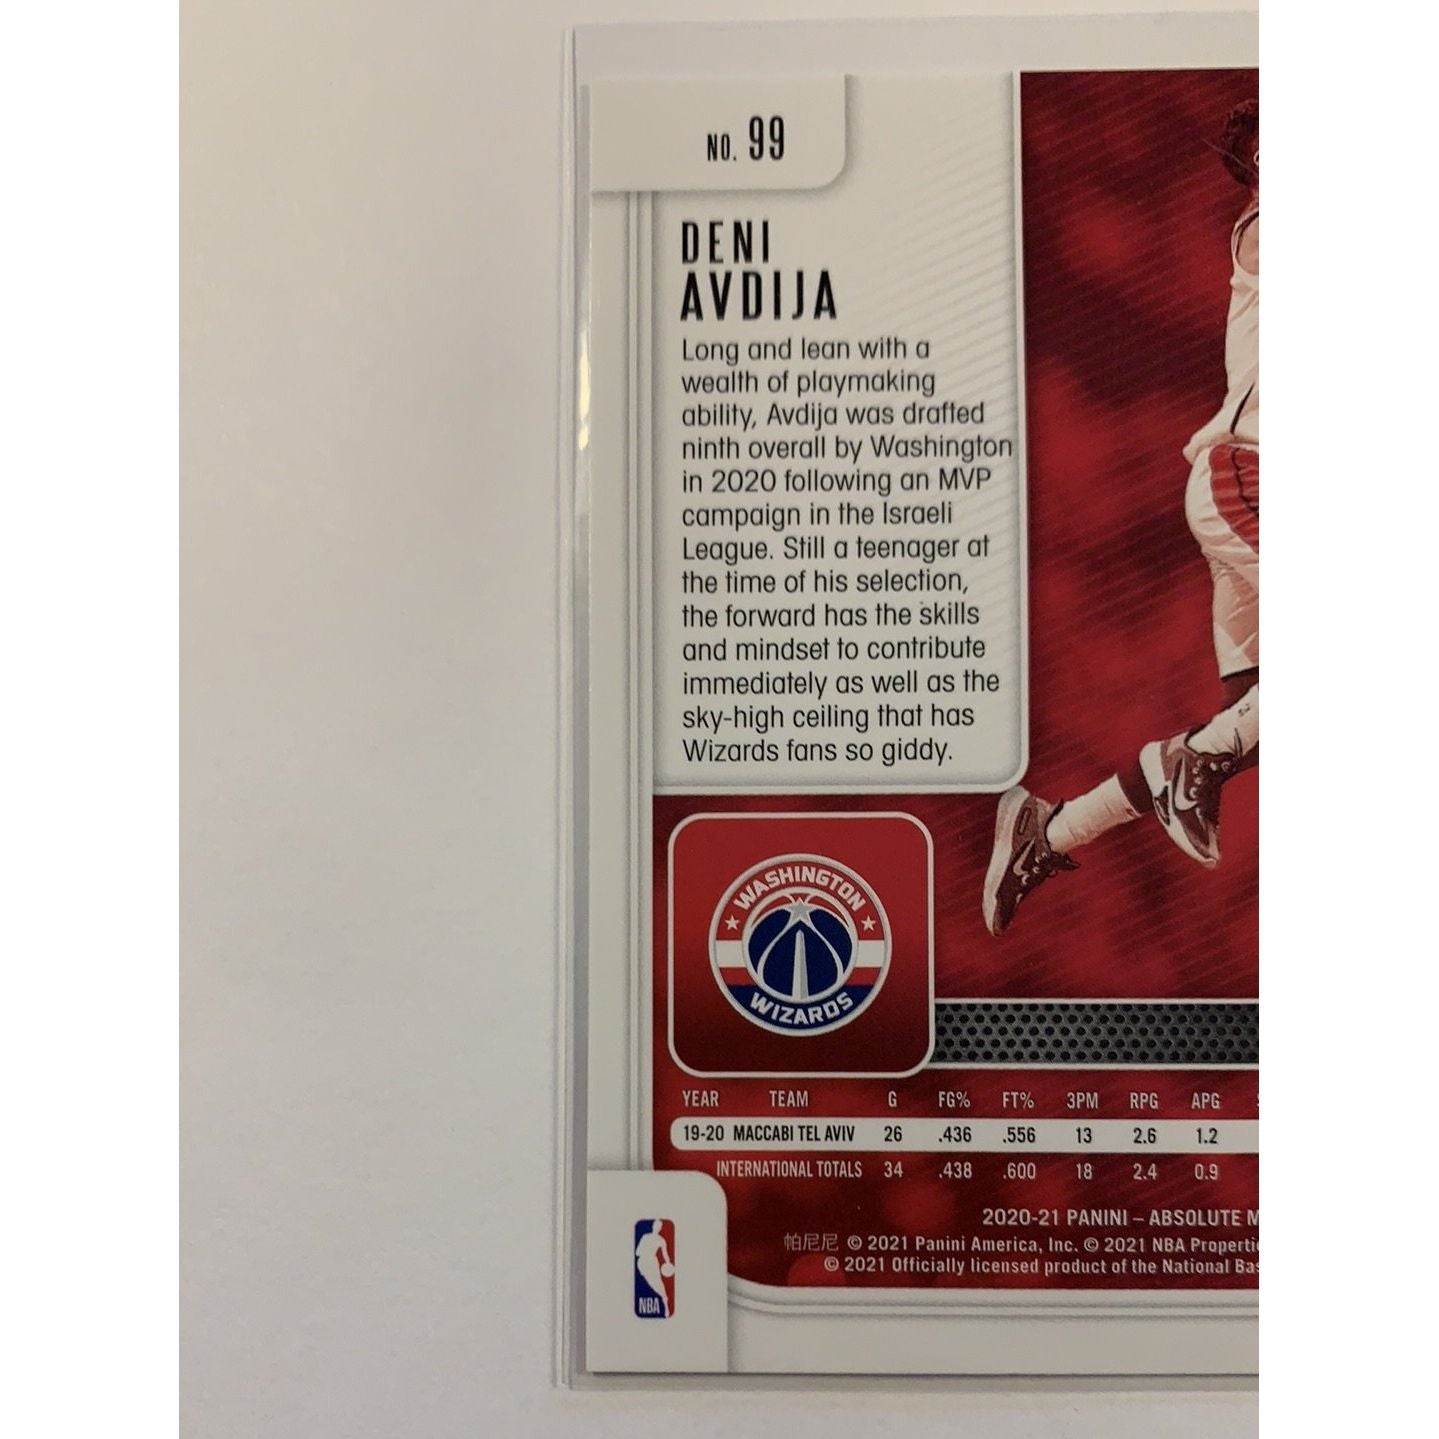 NO. 99
DENI
AVDIJA
Long and lean with a
wealth of playmaking
ability, Avdija was drafted
ninth overall by Washington
in 2020 following an MVP
campaign in the Israeli
League. Still a teenager at
the time of his selection,
the forward has the skills
and mindset to contribute
immediately as well as the
sky-high ceiling that has
Wizards fans so giddy.
WASHINGTON
WIZARDS
YEAR TEAM G FG% FT% 3PM RPG APG
19-20 MACCABI TEL AVIV 26 .436 .556 13 2.6 1.2
INTERNATIONAL TOTALS 34 .438 .600 18 2.4 0.9
2020-21 PANINI – ABSOLUTE M
帕尼尼 © 2021 Panini America, Inc. © 2021 NBA Properti
© 2021 Officially licensed product of the National Bas
NBA